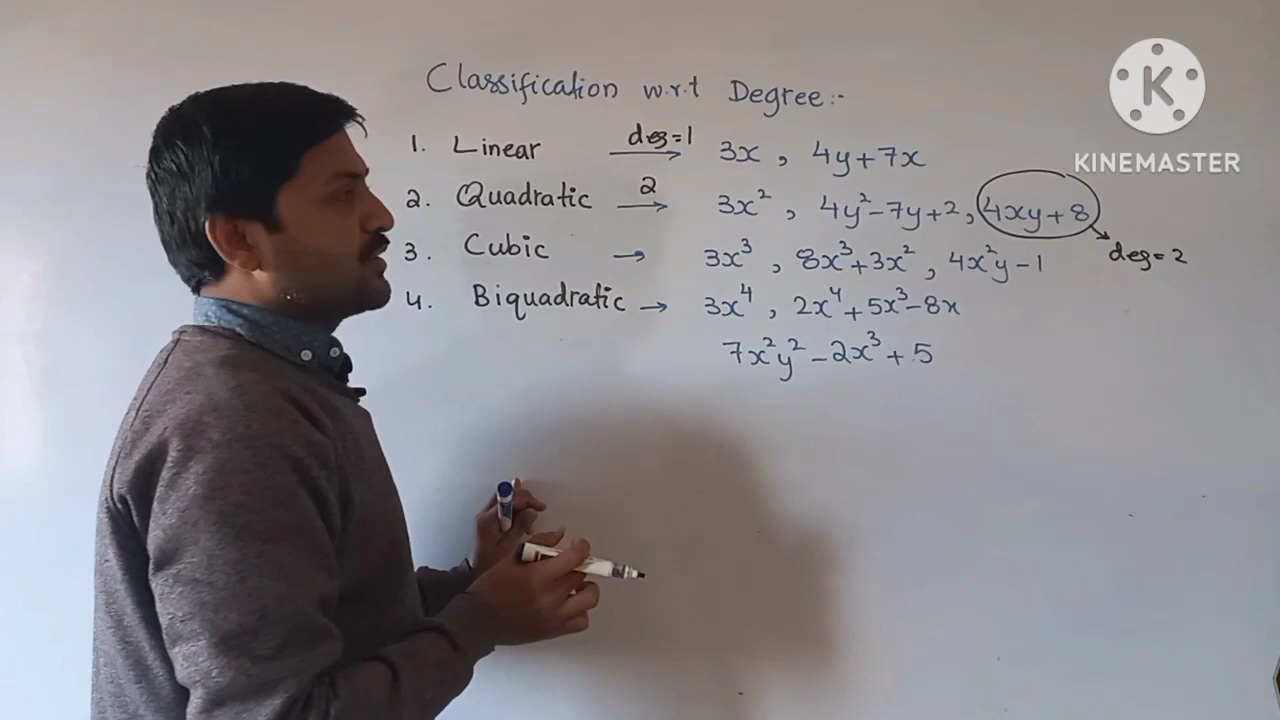 Classification w.r.t Degree:-
1. Linear deg=1 → 3x , 4y+7x
2. Quadratic 2 → 3x², 4y²-7y+2, 4xy+8
deg=2
3. Cubic → 3x³, 8x³+3x², 4x²y-1
4. Biquadratic → 3x⁴, 2x⁴+5x³-8x
7x²y²-2x³+5
K
KINEMASTER